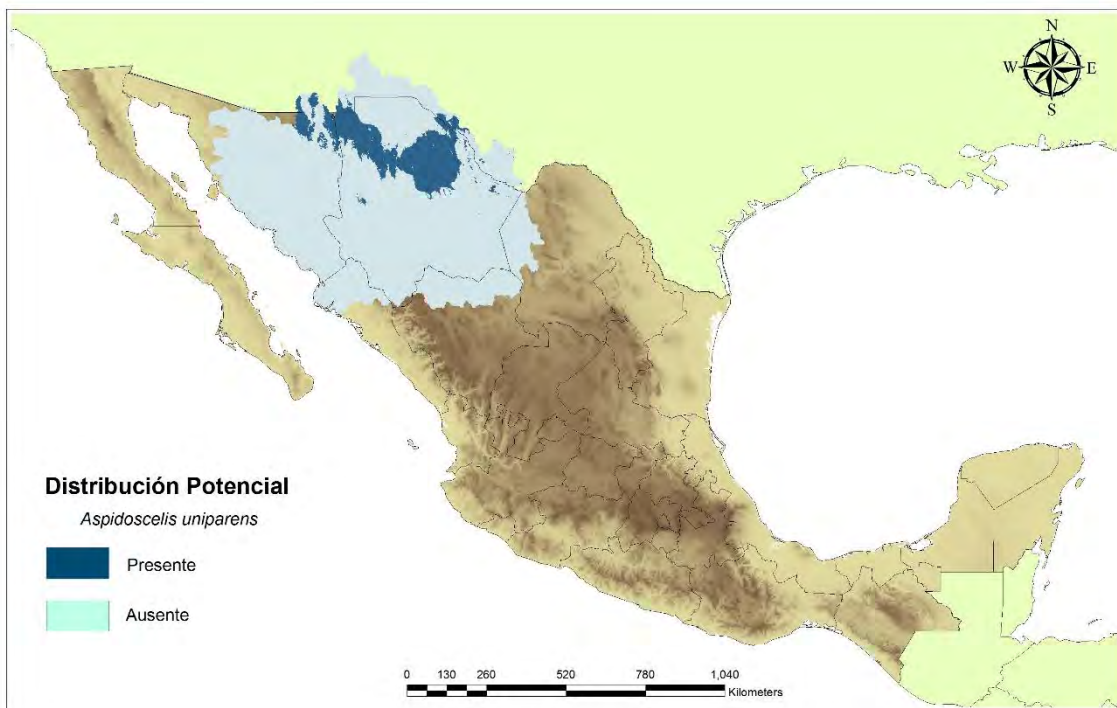 N
W E
S
Distribución Potencial
Aspidoscelis uniparens
Presente
Ausente
0 130 260 520 780 1,040
Kilometers